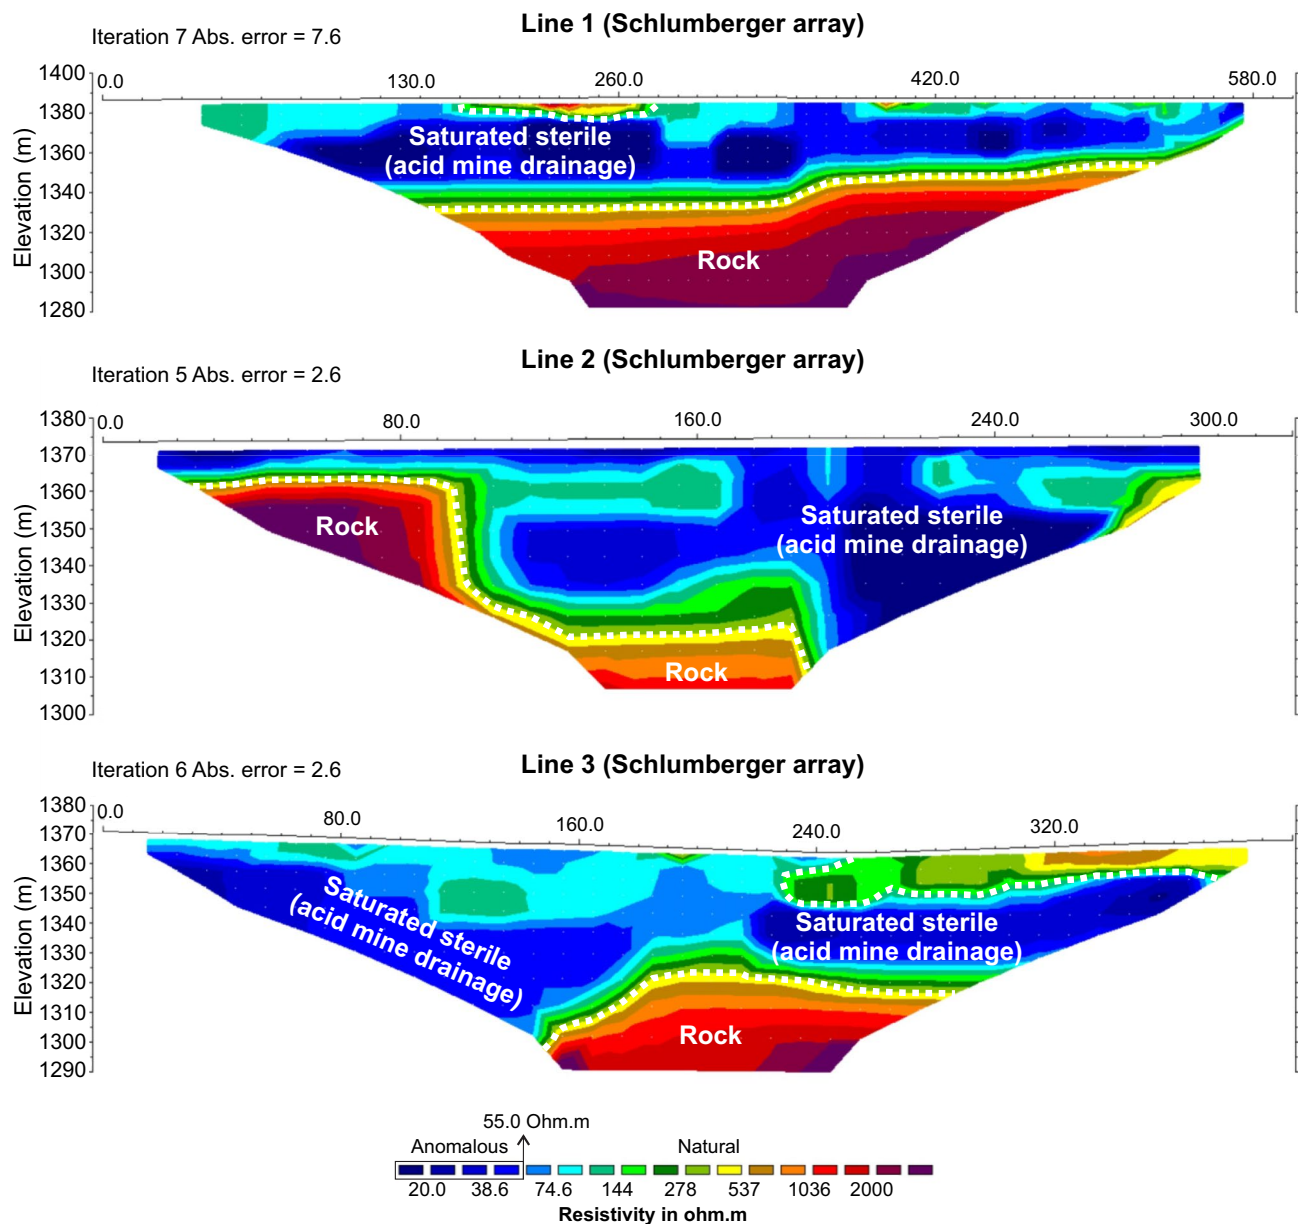 Line 1 (Schlumberger array)
Iteration 7 Abs. error = 7.6
0.0 130.0 260.0 420.0 580.0
Elevation (m)
1400
1380
1360
1340
1320
1300
1280
Saturated sterile
(acid mine drainage)
Rock
Line 2 (Schlumberger array)
Iteration 5 Abs. error = 2.6
0.0 80.0 160.0 240.0 300.0
Elevation (m)
1380
1370
1360
1350
1340
1330
1320
1310
1300
Rock
Saturated sterile
(acid mine drainage)
Rock
Line 3 (Schlumberger array)
Iteration 6 Abs. error = 2.6
0.0 80.0 160.0 240.0 320.0
Elevation (m)
1380
1370
1360
1350
1340
1330
1320
1310
1300
1290
Saturated sterile
(acid mine drainage)
Saturated sterile
(acid mine drainage)
Rock
55.0 Ohm.m
Anomalous Natural
20.0 38.6 74.6 144 278 537 1036 2000
Resistivity in ohm.m